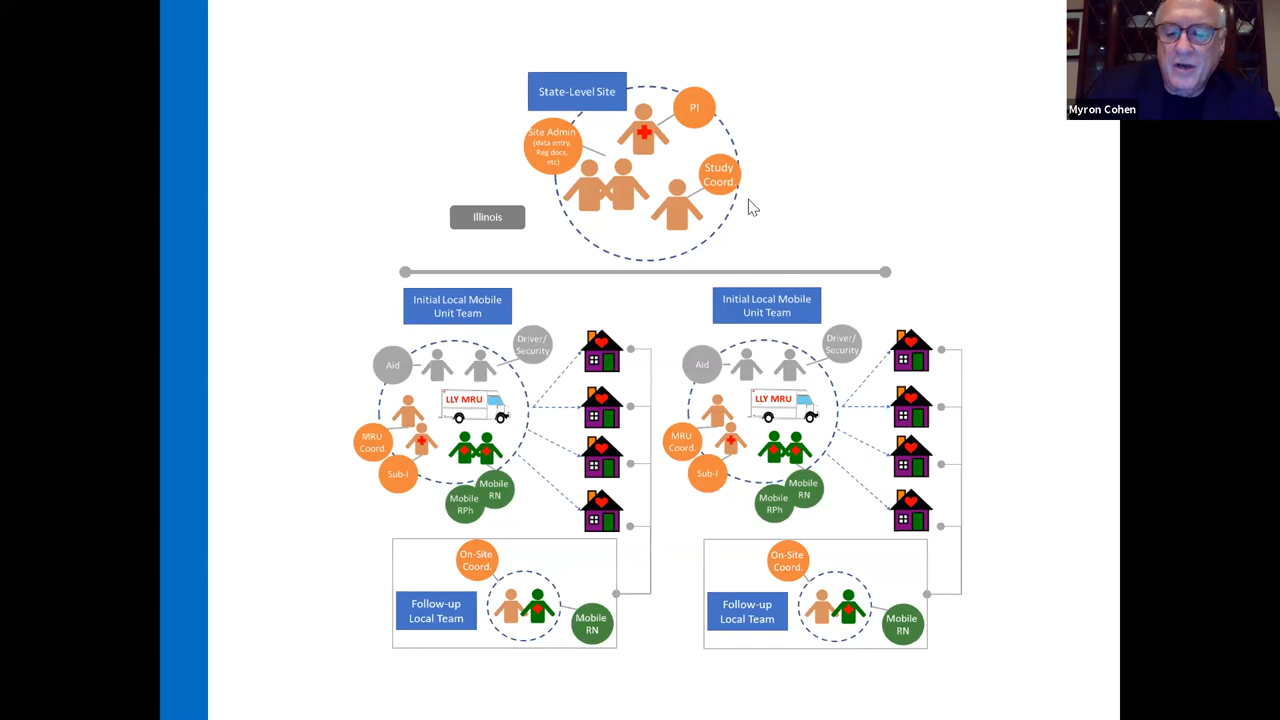 Myron Cohen
State-Level Site
PI
Site Admin
(data entry,
Reg docs,
etc)
Study
Coord.
Illinois
Initial Local Mobile
Unit Team
Driver/
Security
Aid
LLY MRU
MRU
Coord.
Sub-I
Mobile
RN
Mobile
RPh
Initial Local Mobile
Unit Team
Driver/
Security
Aid
LLY MRU
MRU
Coord.
Sub-I
Mobile
RN
Mobile
RPh
On-Site
Coord.
Follow-up
Local Team
Mobile
RN
On-Site
Coord.
Follow-up
Local Team
Mobile
RN